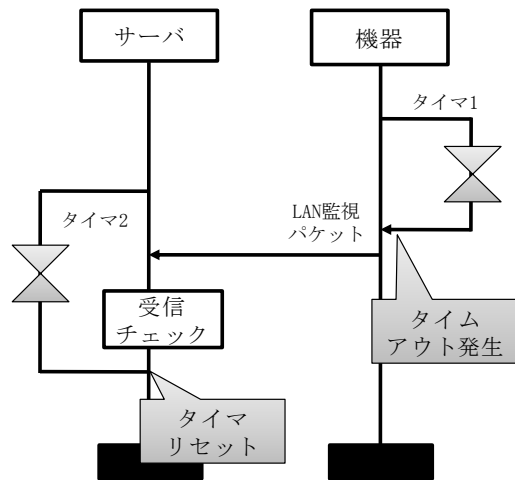 サーバ
機器
タイマ1
タイマ2
LAN監視
パケット
受信
チェック
タイム
アウト発生
タイマ
リセット